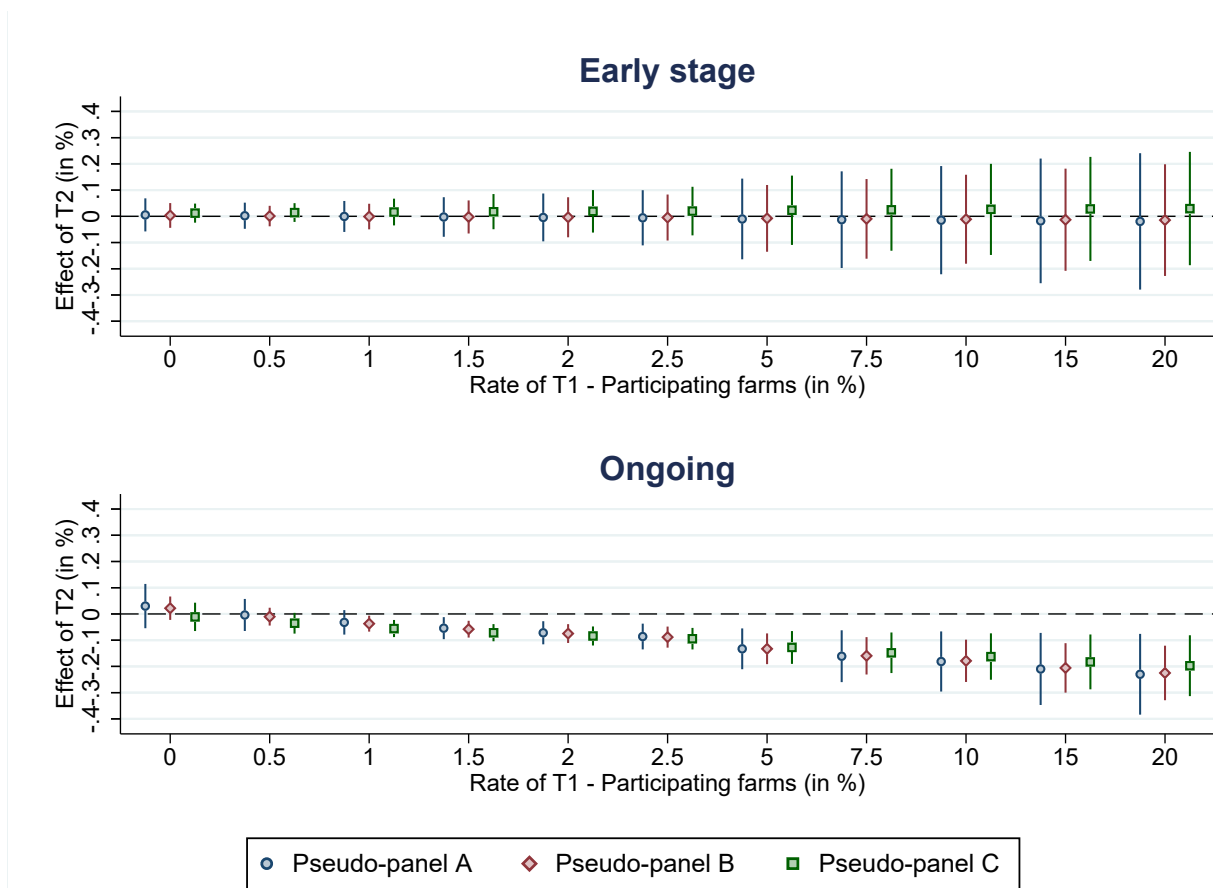 Early stage
Effect of T2 (in %)
-.4-.3-.2-.1 0 .1 .2 .3 .4
0 0.5 1 1.5 2 2.5 5 7.5 10 15 20
Rate of T1 - Participating farms (in %)
Ongoing
Effect of T2 (in %)
-.4-.3-.2-.1 0 .1 .2 .3 .4
0 0.5 1 1.5 2 2.5 5 7.5 10 15 20
Rate of T1 - Participating farms (in %)
Pseudo-panel A Pseudo-panel B Pseudo-panel C